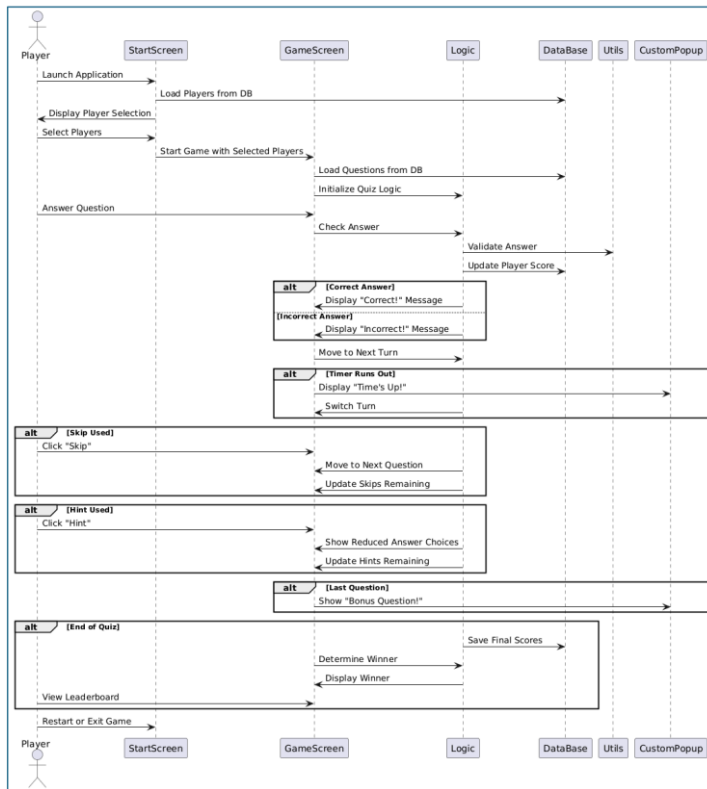 Player StartScreen GameScreen Logic DataBase Utils CustomPopup
Launch Application
Load Players from DB
Display Player Selection
Select Players
Start Game with Selected Players
Load Questions from DB
Initialize Quiz Logic
Answer Question
Check Answer
Validate Answer
Update Player Score
alt [Correct Answer]
Display "Correct!" Message
[Incorrect Answer]
Display "Incorrect!" Message
Move to Next Turn
alt [Timer Runs Out]
Display "Time's Up!"
Switch Turn
alt [Skip Used]
Click "Skip"
Move to Next Question
Update Skips Remaining
alt [Hint Used]
Click "Hint"
Show Reduced Answer Choices
Update Hints Remaining
alt [Last Question]
Show "Bonus Question!"
alt [End of Quiz]
Save Final Scores
Determine Winner
Display Winner
View Leaderboard
Restart or Exit Game
Player StartScreen GameScreen Logic DataBase Utils CustomPopup